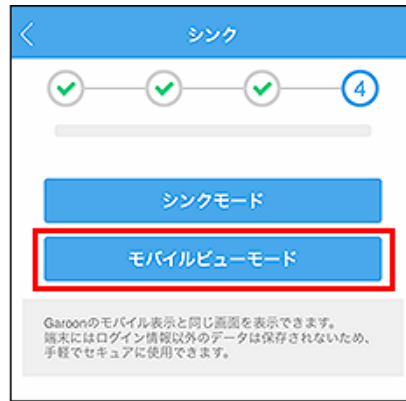 シンク
4
シンクモード
モバイルビューモード
Garoonのモバイル表示と同じ画面を表示できます。
端末にはログイン情報以外のデータは保存されないため、
手軽でセキュアに使用できます。